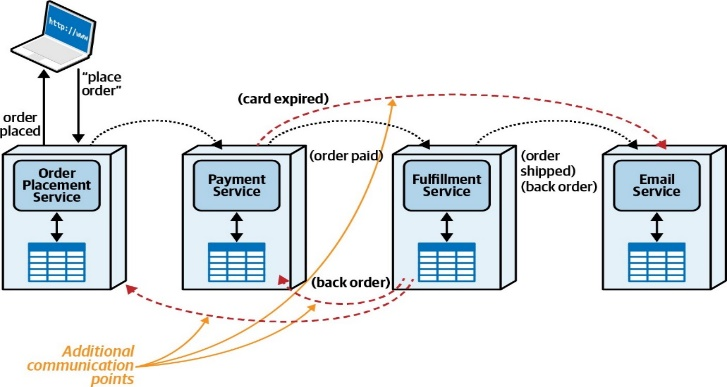 http://www
"place
order"
order
placed
(card expired)
Order
Placement
Service
Payment
Service
(order paid)
Fulfillment
Service
(order
shipped)
(back order)
Email
Service
(back order)
Additional
communication
points